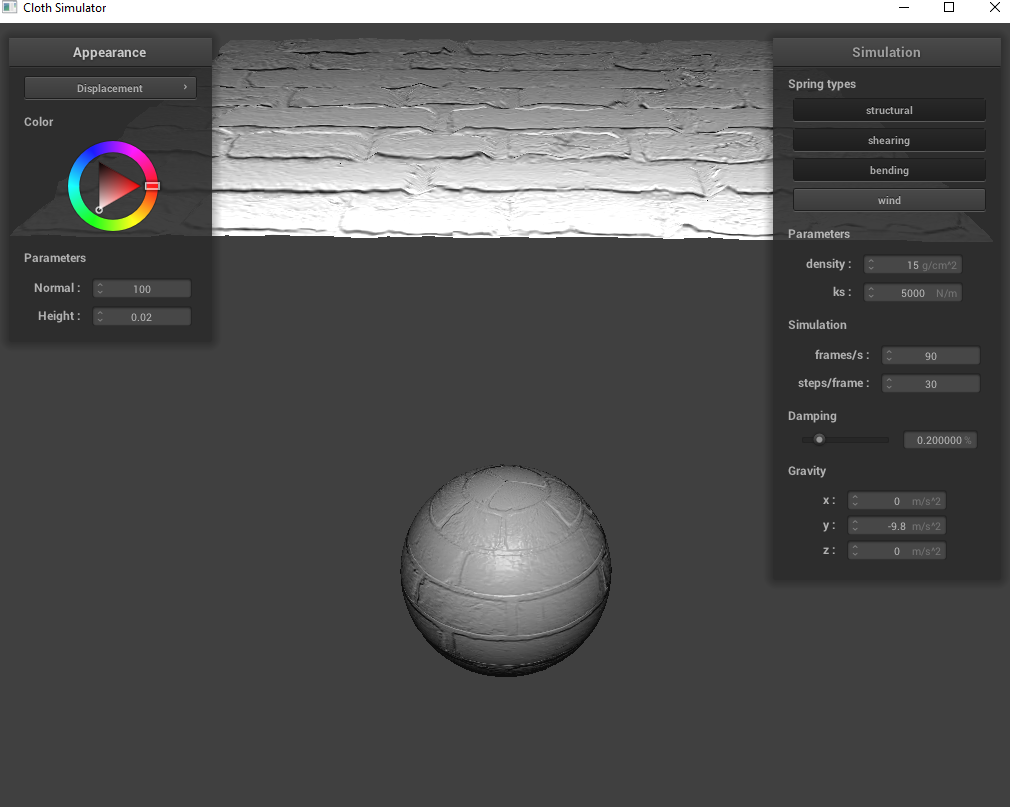 Cloth Simulator
Appearance
Displacement
Color
Parameters
Normal : 100
Height : 0.02
Simulation
Spring types
structural
shearing
bending
wind
Parameters
density : 15 g/cm^2
ks : 5000 N/m
Simulation
frames/s : 90
steps/frame : 30
Damping
0.200000 %
Gravity
x : 0 m/s^2
y : -9.8 m/s^2
z : 0 m/s^2